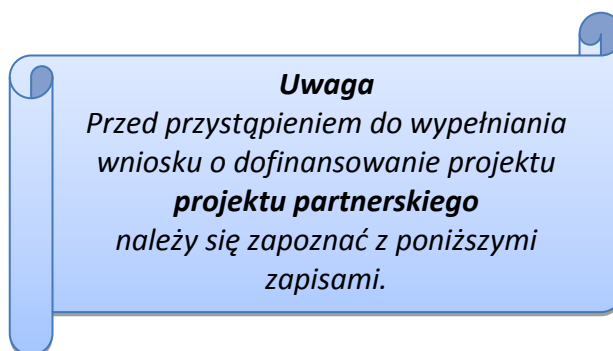 Uwaga
Przed przystąpieniem do wypełniania
wniosku o dofinansowanie projektu
projektu partnerskiego
należy się zapoznać z poniższymi
zapisami.